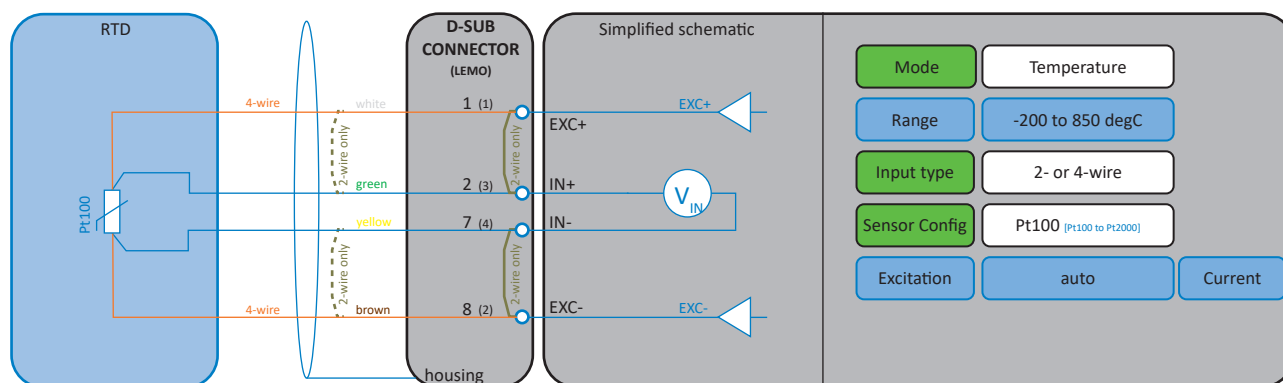 RTD
D-SUB
CONNECTOR
(LEMO)
Simplified schematic
4-wire
white
1 (1)
EXC+
EXC+
2-wire only
2-wire only
green
2 (3)
IN+
VIN
Pt100
yellow
7 (4)
IN-
2-wire only
2-wire only
4-wire
brown
8 (2)
EXC-
EXC-
housing
Mode
Temperature
Range
-200 to 850 degC
Input type
2- or 4-wire
Sensor Config
Pt100 [Pt100 to Pt2000]
Excitation
auto
Current